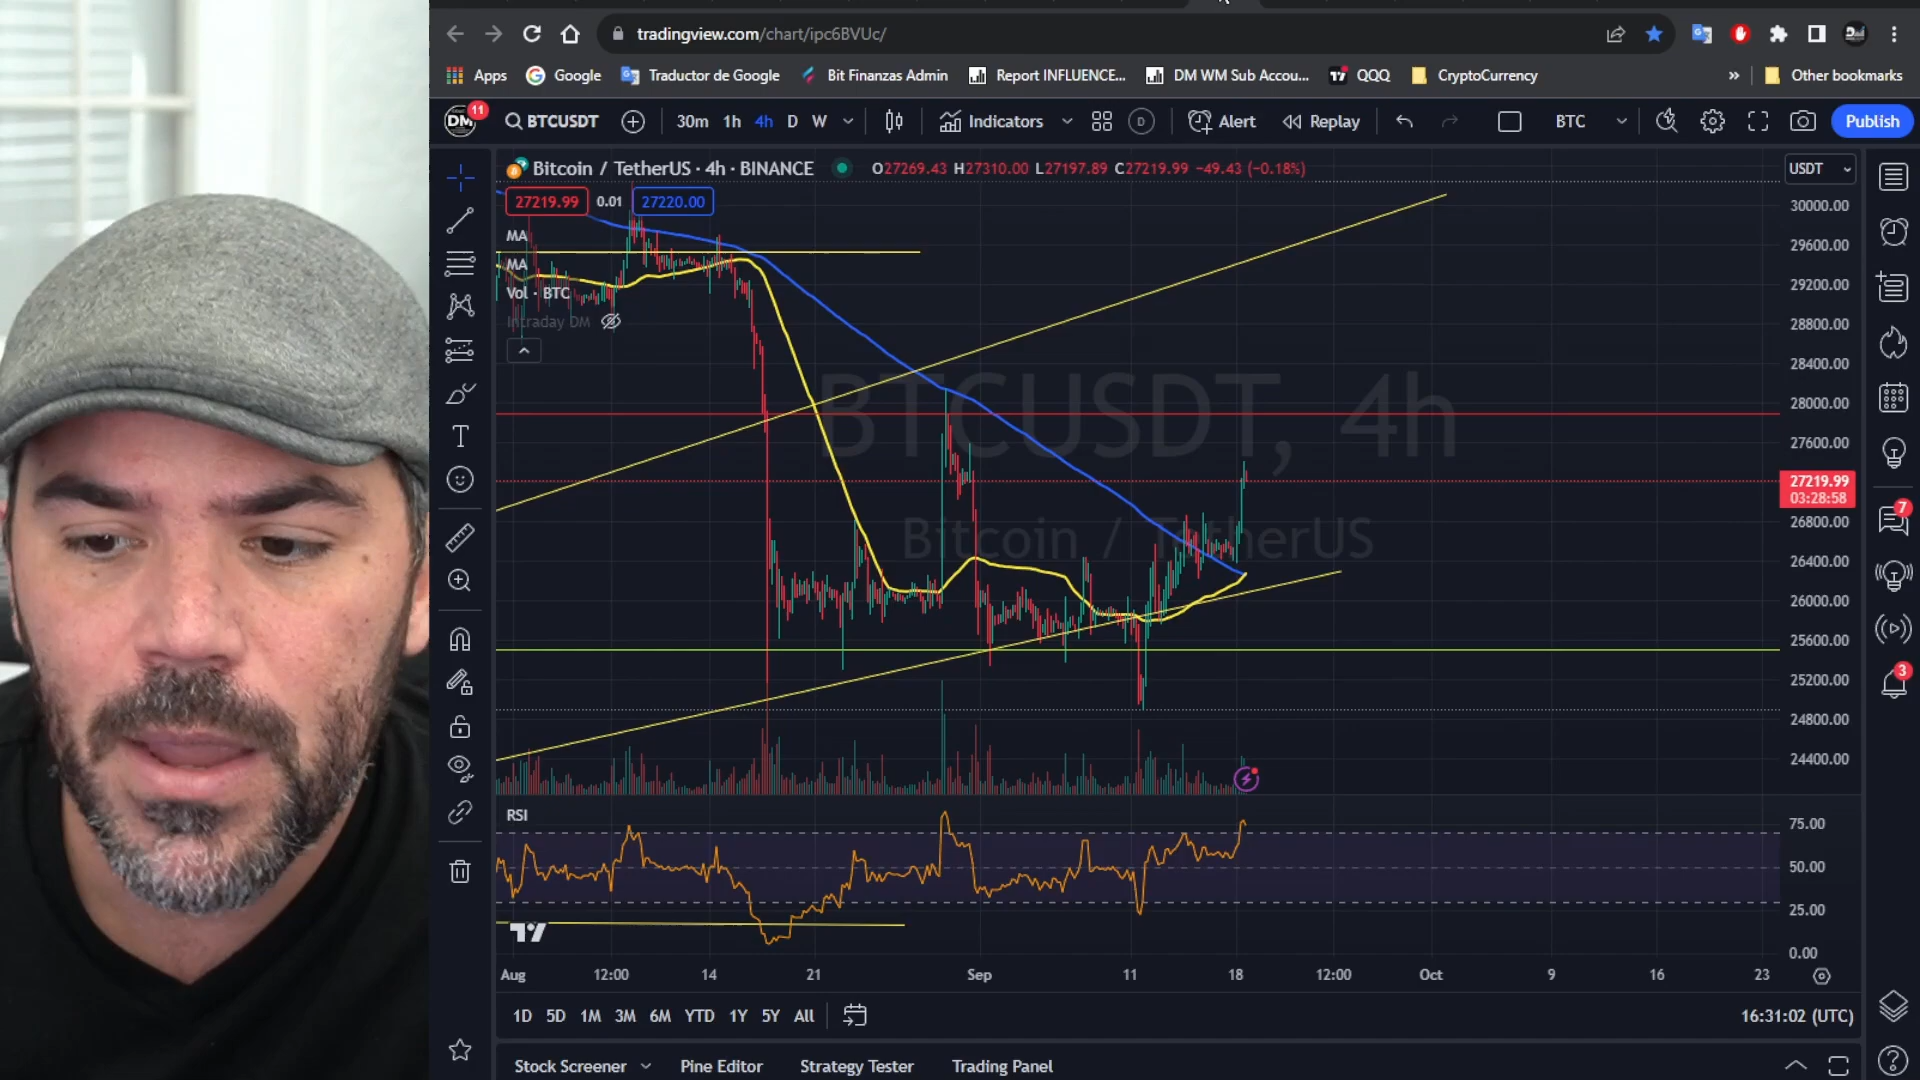 tradingview.com/chart/ipc6BVUc/
Apps Google Traductor de Google Bit Finanzas Admin Report INFLUENCE... DM WM Sub Accou... QQQ CryptoCurrency » Other bookmarks
DM 11 BTCUSDT 30m 1h 4h D W Indicators D Alert Replay BTC Publish
Bitcoin / TetherUS · 4h · BINANCE O27269.43 H27310.00 L27197.89 C27219.99 −49.43 (−0.18%) USDT
27219.99 0.01 27220.00
30000.00
MA
29600.00
MA
29200.00
Vol · BTC
Intraday DM
28800.00
28400.00
BTCUSDT, 4h
28000.00
27600.00
27219.99
03:28:58
7
26800.00
Bitcoin / TetherUS
26400.00
26000.00
25600.00
25200.00
3
24800.00
24400.00
RSI
75.00
50.00
25.00
0.00
Aug 12:00 14 21 Sep 11 18 12:00 Oct 9 16 23
1D 5D 1M 3M 6M YTD 1Y 5Y All 16:31:02 (UTC)
Stock Screener Pine Editor Strategy Tester Trading Panel